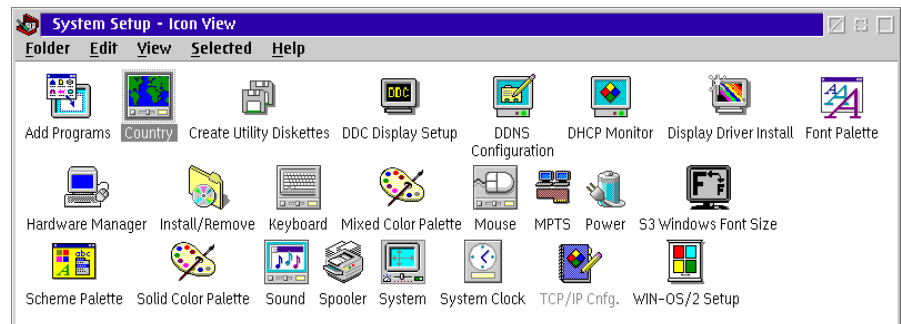 System Setup - Icon View
Folder Edit View Selected Help
DDC
Add Programs Country Create Utility Diskettes DDC Display Setup DDNS Configuration DHCP Monitor Display Driver Install Font Palette
Hardware Manager Install/Remove Keyboard Mixed Color Palette Mouse MPTS Power S3 Windows Font Size
Scheme Palette Solid Color Palette Sound Spooler System System Clock TCP/IP Cnfg. WIN-OS/2 Setup